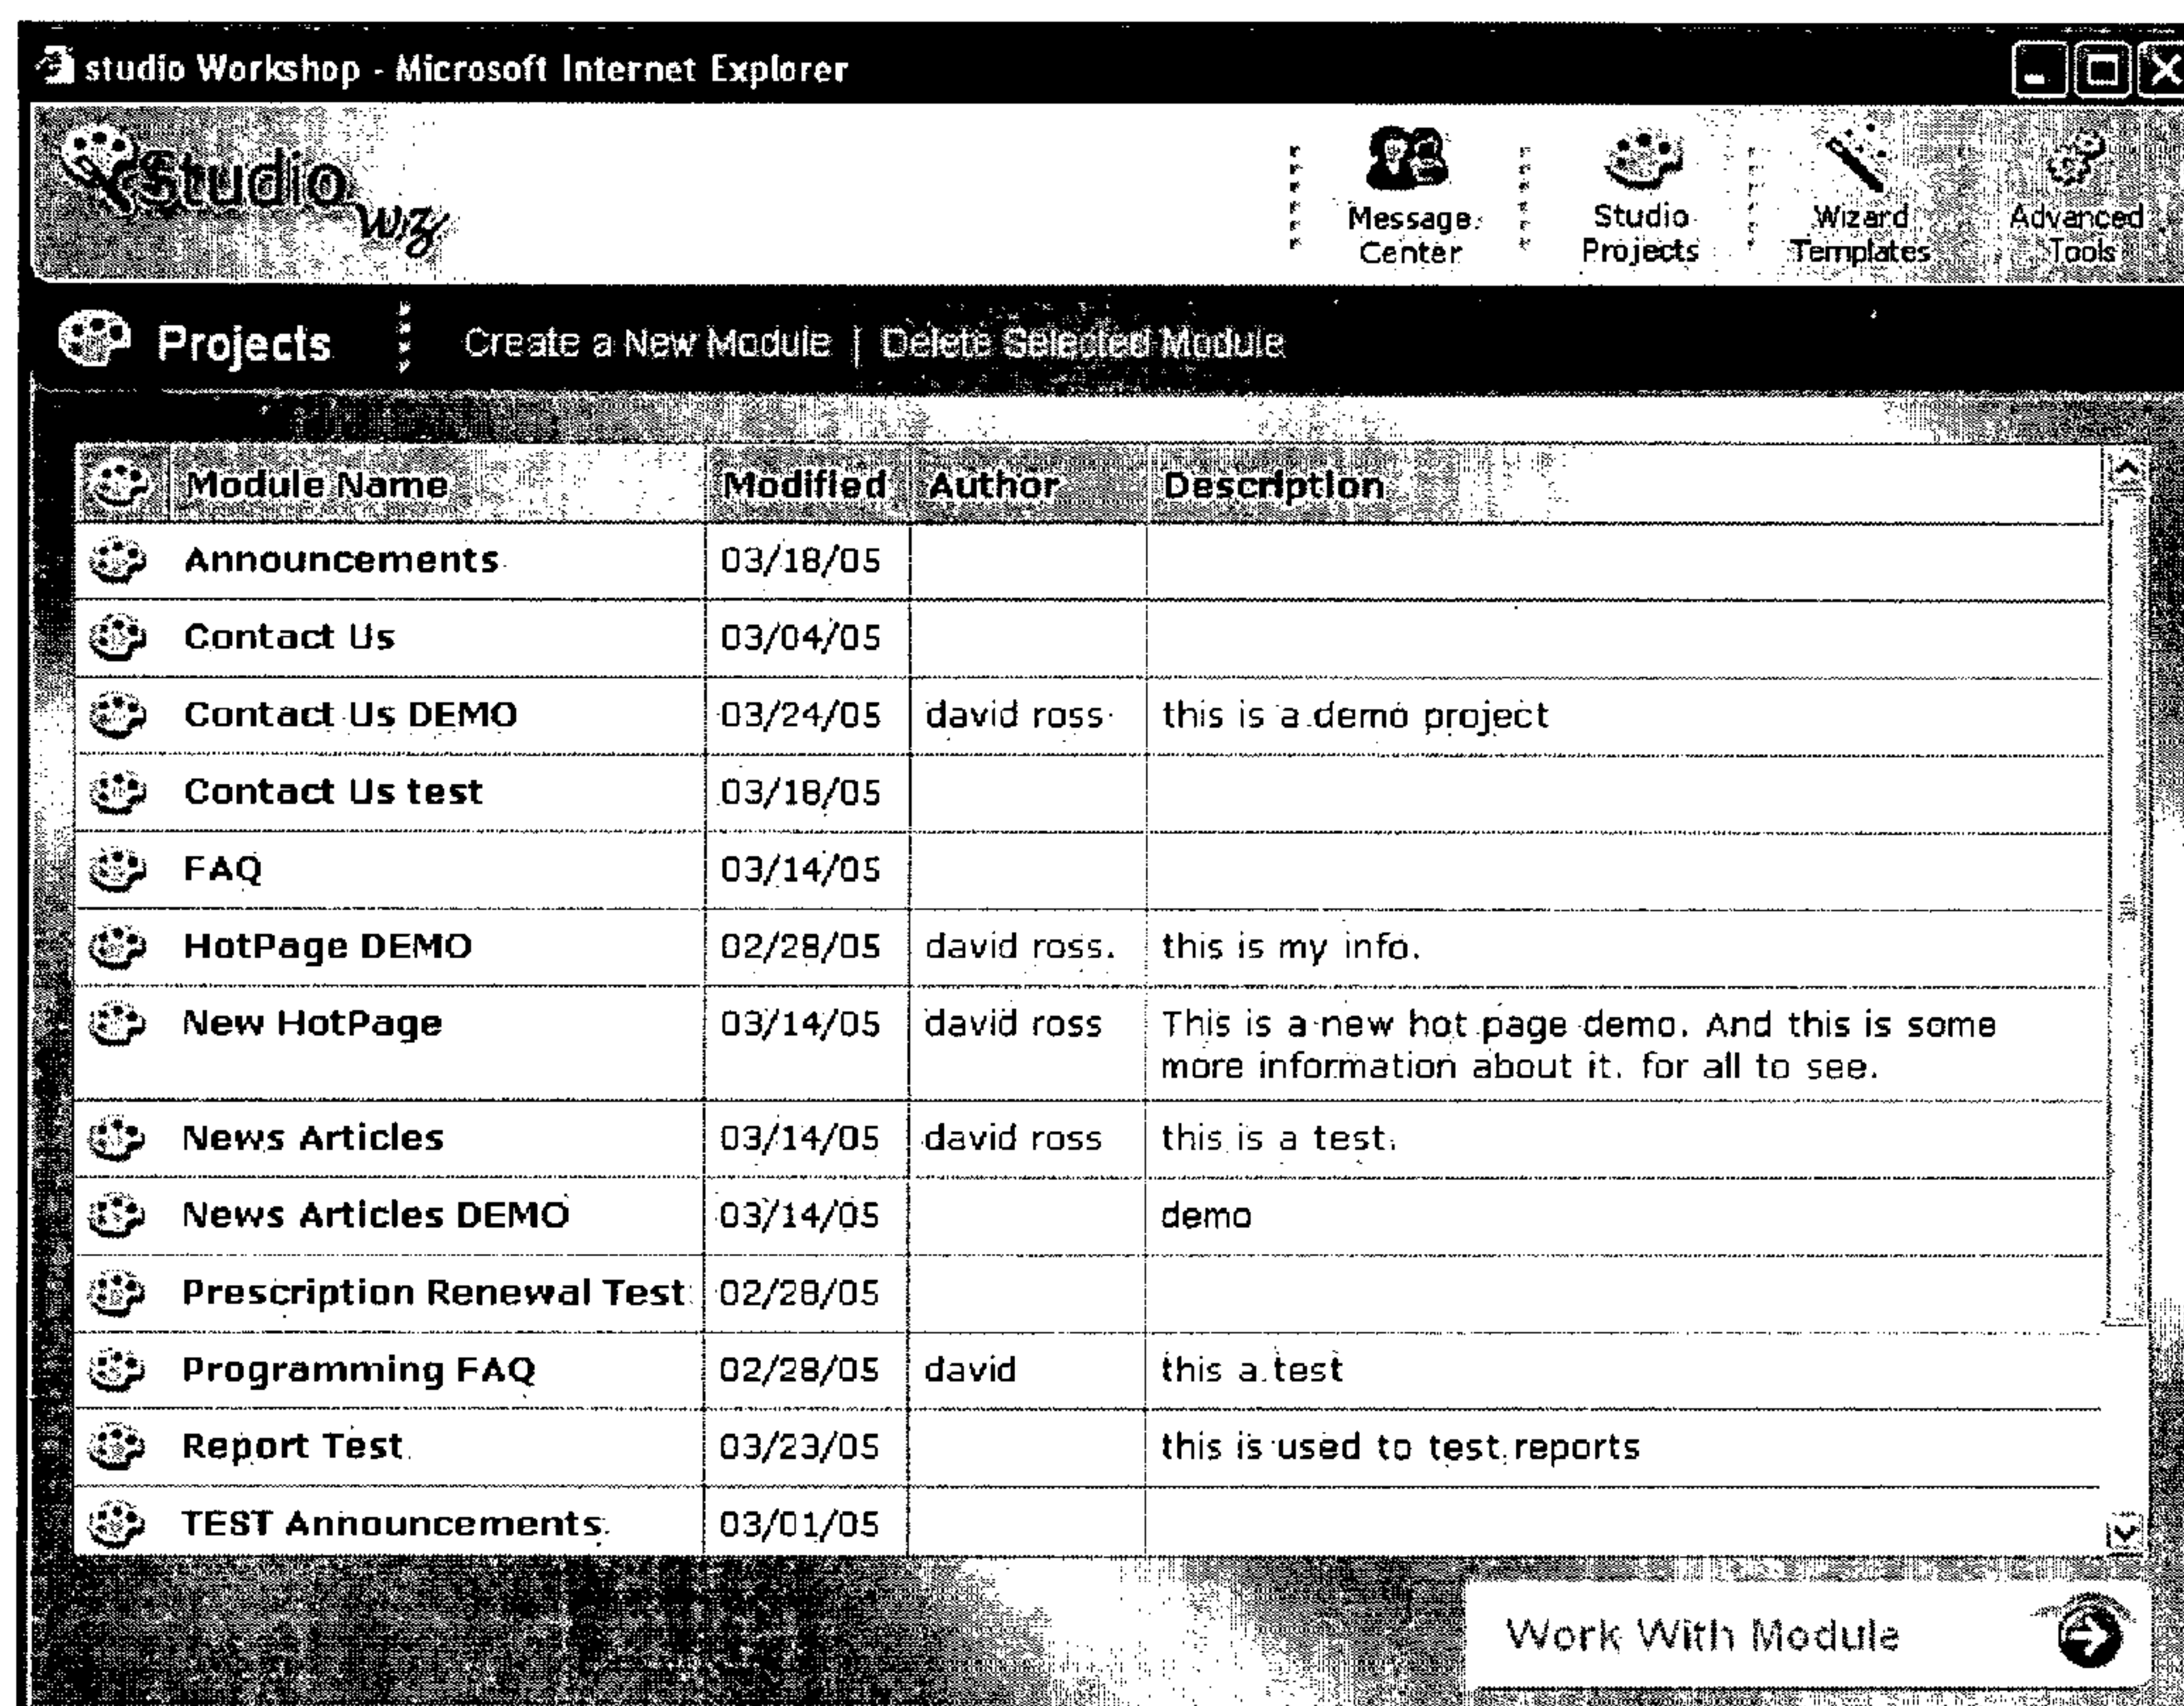 studio Workshop - Microsoft Internet Explorer
Studio wiz
Message Center
Studio Projects
Wizard Templates
Advanced Tools
Projects
Create a New Module | Delete Selected Module
Module Name Modified Author Description
Announcements 03/18/05
Contact Us 03/04/05
Contact Us DEMO 03/24/05 david ross this is a demo project
Contact Us test 03/18/05
FAQ 03/14/05
HotPage DEMO 02/28/05 david ross. this is my info.
New HotPage 03/14/05 david ross This is a new hot page demo. And this is some
more information about it. for all to see.
News Articles 03/14/05 david ross this is a test.
News Articles DEMO 03/14/05 demo
Prescription Renewal Test 02/28/05
Programming FAQ 02/28/05 david this a test
Report Test 03/23/05 this is used to test reports
TEST Announcements 03/01/05
Work With Module